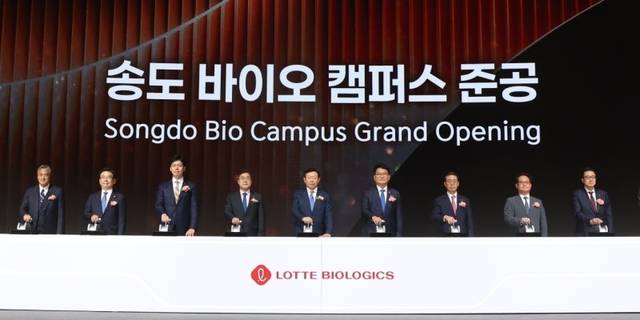 송도 바이오 캠퍼스 준공
Songdo Bio Campus Grand Opening
LOTTE BIOLOGICS